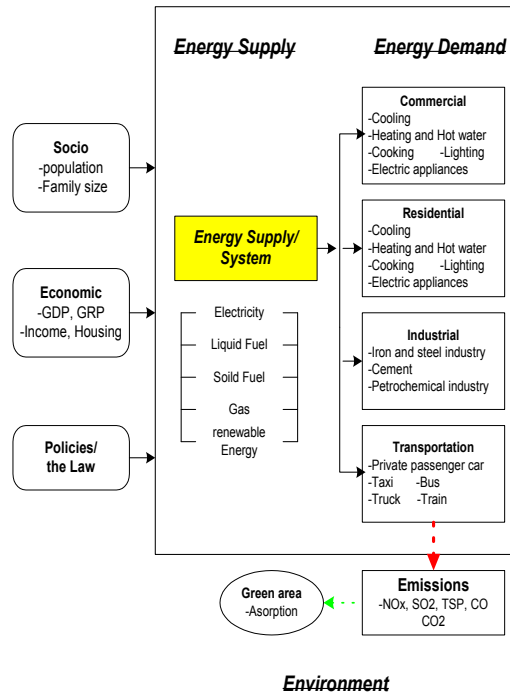 Energy Supply
Energy Demand
Socio
-population
-Family size
Economic
-GDP, GRP
-Income, Housing
Policies/
the Law
Energy Supply/
System
Electricity
Liquid Fuel
Soild Fuel
Gas
renewable
Energy
Commercial
-Cooling
-Heating and Hot water
-Cooking -Lighting
-Electric appliances
Residential
-Cooling
-Heating and Hot water
-Cooking -Lighting
-Electric appliances
Industrial
-Iron and steel industry
-Cement
-Petrochemical industry
Transportation
-Private passenger car
-Taxi -Bus
-Truck -Train
Green area
-Asorption
Emissions
-NOx, SO2, TSP, CO
CO2
Environment